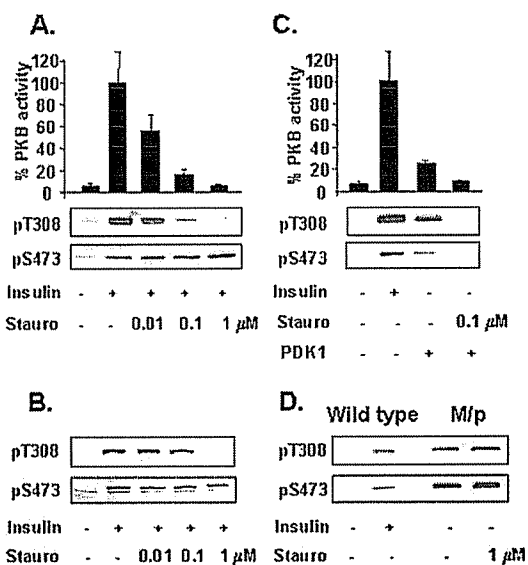 A.
% PKB activity
120
100
80
60
40
20
0
pT308
pS473
Insulin - + + + +
Stauro - - 0.01 0.1 1 μM
C.
% PKB activity
120
100
80
60
40
20
0
pT308
pS473
Insulin - + - -
Stauro - - - 0.1 μM
PDK1 - - + +
B.
pT308
pS473
Insulin - + + + +
Stauro - - 0.01 0.1 1 μM
D.
Wild type M/p
pT308
pS473
Insulin - + - -
Stauro - - - 1 μM